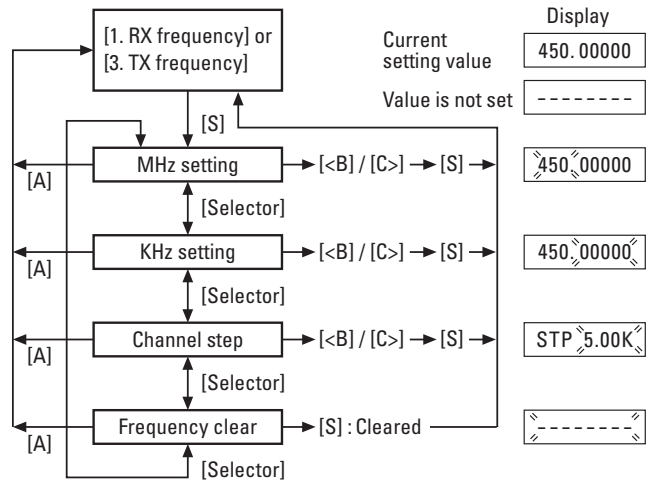 Display
[1. RX frequency] or
[3. TX frequency]
Current
setting value
450.00000
Value is not set
--------
[S]
MHz setting
[<B] / [C>]
[S]
450.00000
[A]
[Selector]
KHz setting
[<B] / [C>]
[S]
450.00000
[A]
[Selector]
Channel step
[<B] / [C>]
[S]
STP 5.00K
[A]
[Selector]
Frequency clear
[S] : Cleared
--------
[A]
[Selector]